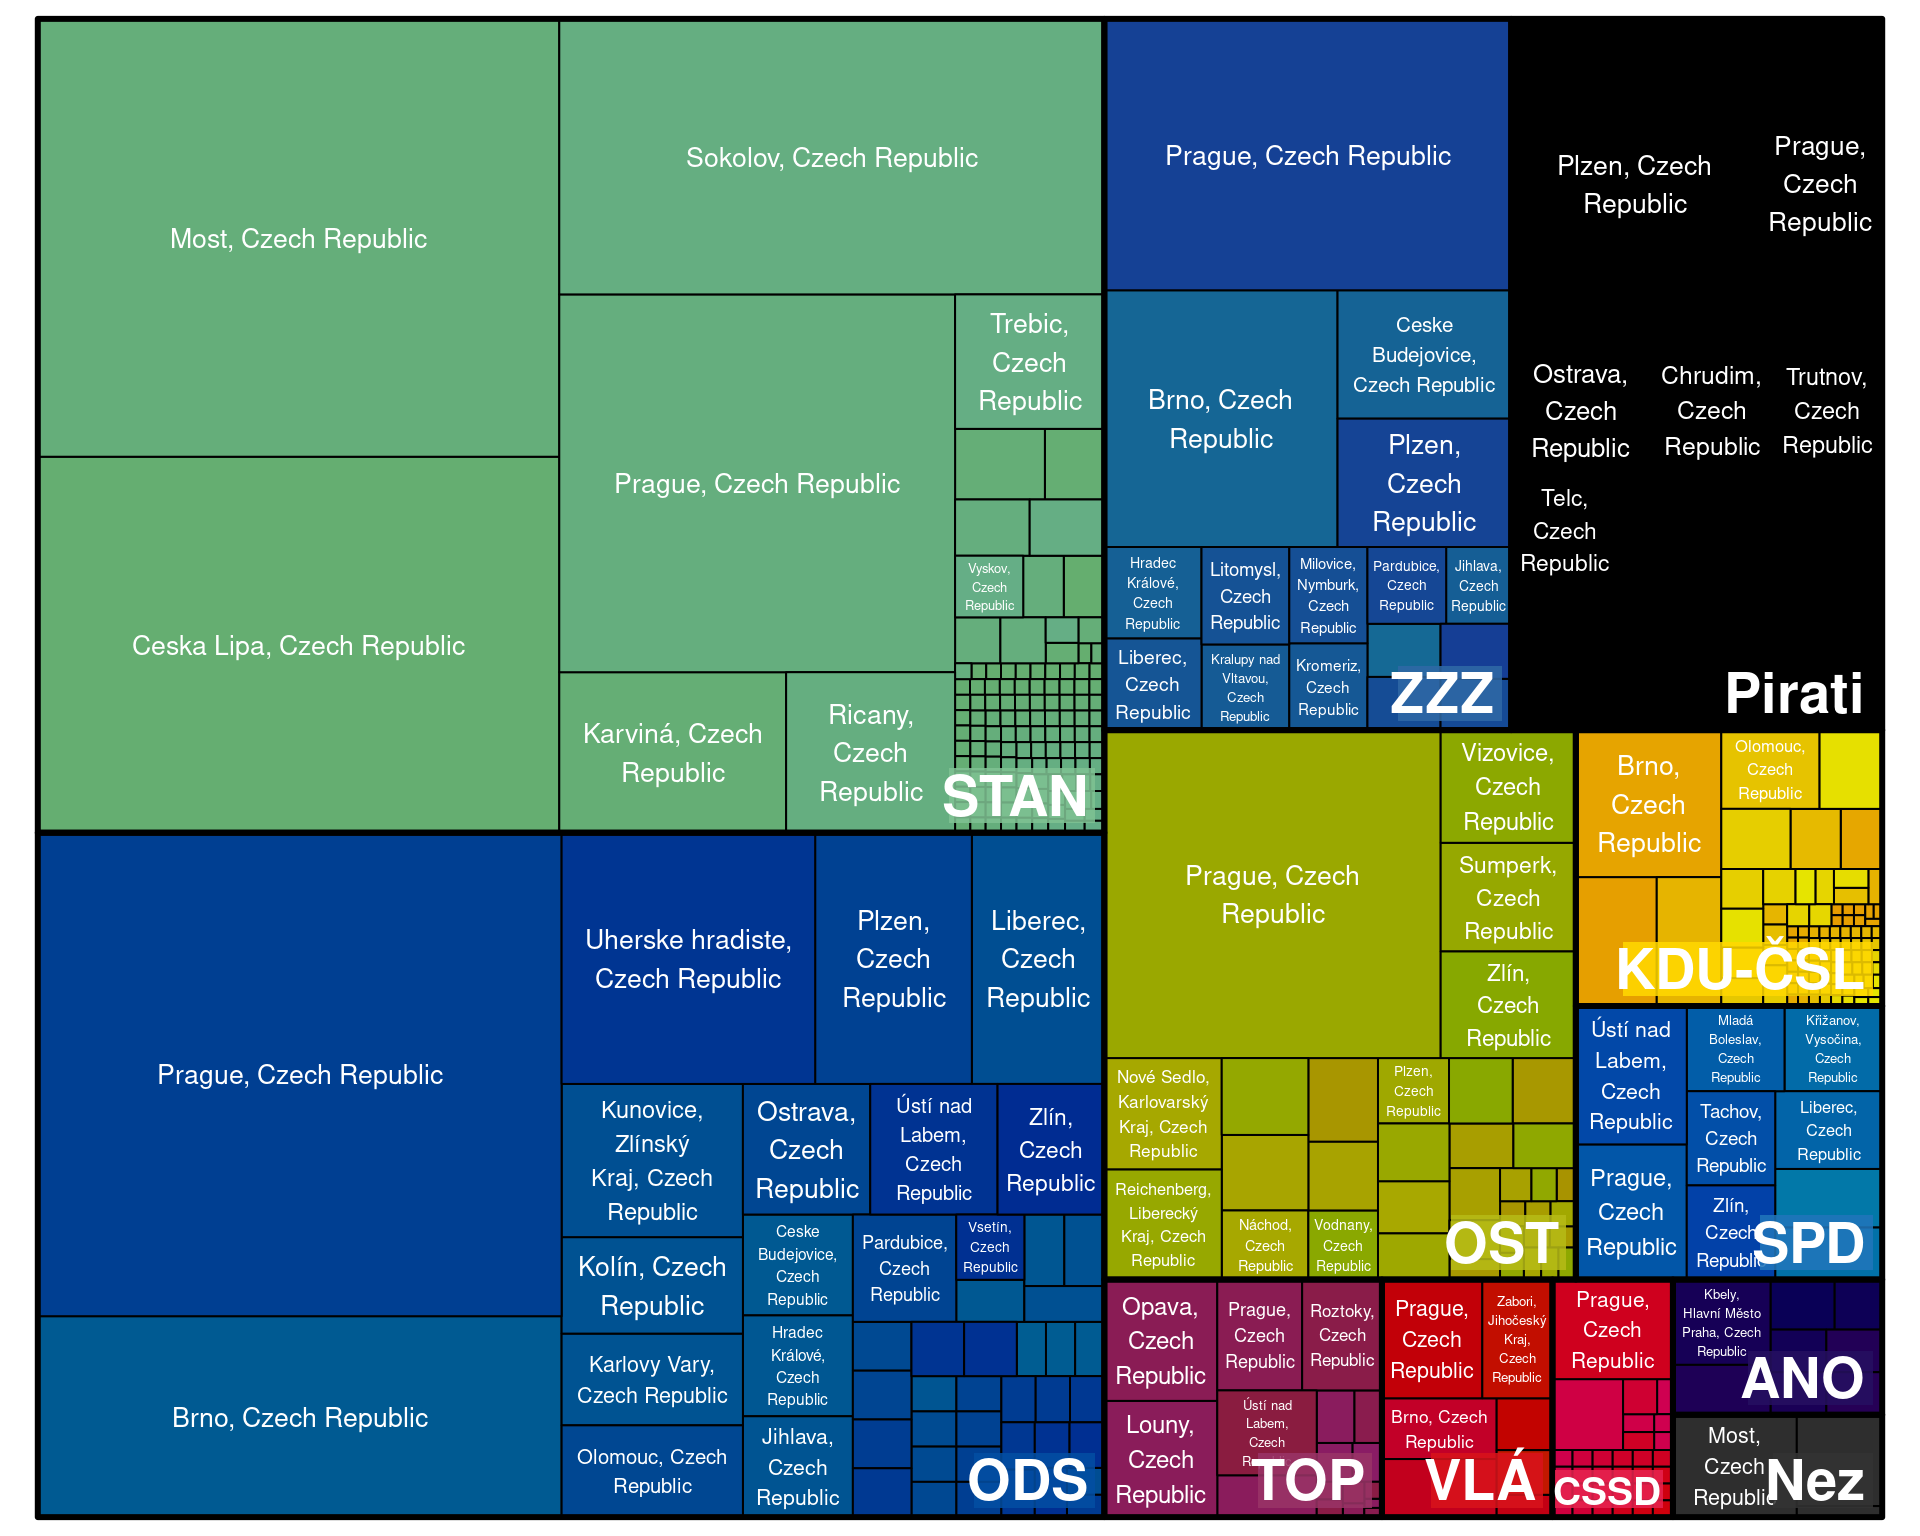 Most, Czech Republic
Ceska Lipa, Czech Republic
Sokolov, Czech Republic
Prague, Czech Republic
Trebic,
Czech
Republic
Vyskov,
Czech
Republic
Karviná, Czech
Republic
Ricany,
Czech
Republic
STAN
Prague, Czech Republic
Brno, Czech
Republic
Ceske
Budejovice,
Czech Republic
Plzen,
Czech
Republic
Hradec
Králové,
Czech
Republic
Litomysl,
Czech
Republic
Milovice,
Nymburk,
Czech
Republic
Pardubice,
Czech
Republic
Jihlava,
Czech
Republic
Liberec,
Czech
Republic
Kralupy nad
Vltavou,
Czech
Republic
Kromeriz,
Czech
Republic
ZZZ
Plzen, Czech
Republic
Prague,
Czech
Republic
Ostrava,
Czech
Republic
Chrudim,
Czech
Republic
Trutnov,
Czech
Republic
Telc,
Czech
Republic
Pirati
Prague, Czech Republic
Brno, Czech Republic
Uherske hradiste,
Czech Republic
Plzen,
Czech
Republic
Liberec,
Czech
Republic
Kunovice,
Zlínský
Kraj, Czech
Republic
Ostrava,
Czech
Republic
Ústí nad
Labem,
Czech
Republic
Zlín,
Czech
Republic
Kolín, Czech
Republic
Ceske
Budejovice,
Czech
Republic
Pardubice,
Czech
Republic
Vsetín,
Czech
Republic
Karlovy Vary,
Czech Republic
Hradec
Králové,
Czech
Republic
Olomouc, Czech
Republic
Jihlava,
Czech
Republic
ODS
Prague, Czech
Republic
Vizovice,
Czech
Republic
Sumperk,
Czech
Republic
Zlín,
Czech
Republic
Nové Sedlo,
Karlovarský
Kraj, Czech
Republic
Reichenberg,
Liberecký
Kraj, Czech
Republic
Náchod,
Czech
Republic
Vodnany,
Czech
Republic
Plzen,
Czech
Republic
OST
Brno,
Czech
Republic
Olomouc,
Czech
Republic
KDU-ČSL
Ústí nad
Labem,
Czech
Republic
Mladá
Boleslav,
Czech
Republic
Křižanov,
Vysočina,
Czech
Republic
Prague,
Czech
Republic
Tachov,
Czech
Republic
Liberec,
Czech
Republic
Zlín,
Czech
Republic
SPD
Opava,
Czech
Republic
Prague,
Czech
Republic
Roztoky,
Czech
Republic
Louny,
Czech
Republic
Ústí nad
Labem,
Czech
TOP
Prague,
Czech
Republic
Zabori,
Jihočeský
Kraj,
Czech
Republic
Brno, Czech
Republic
VLÁ
Prague,
Czech
Republic
CSSD
Kbely,
Hlavní Město
Praha, Czech
Republic
ANO
Most,
Czech
Republic
Nez